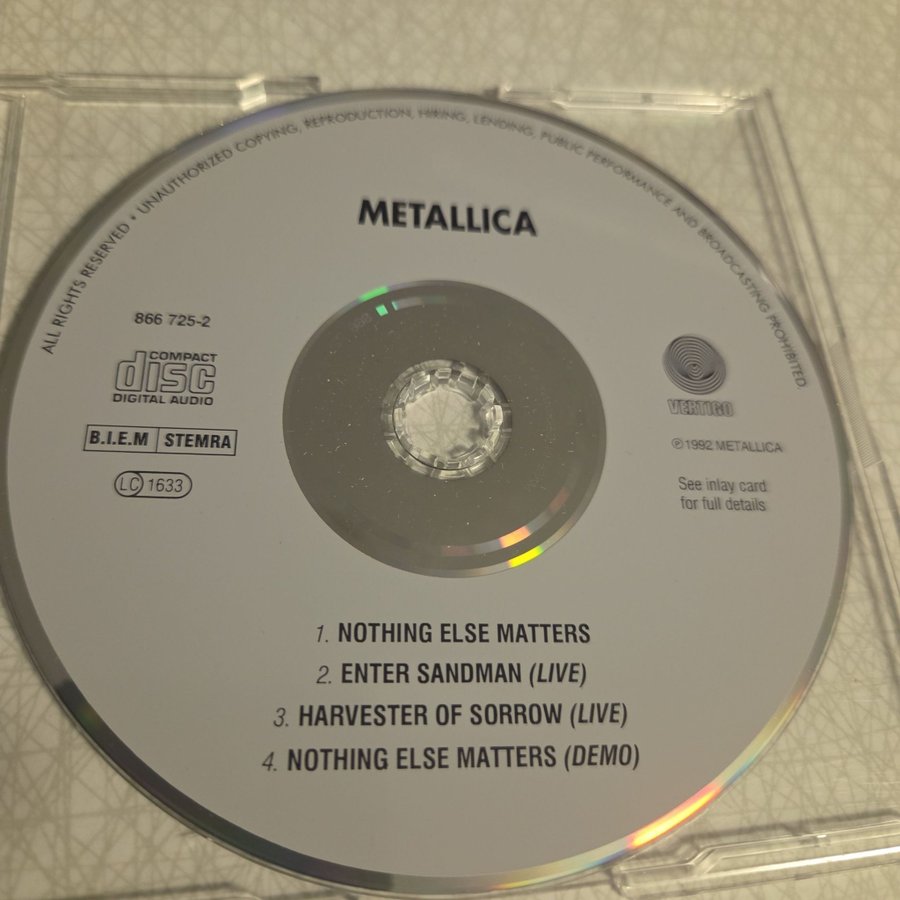 ALL RIGHTS RESERVED • UNAUTHORIZED COPYING, REPRODUCTION, HIRING, LENDING, PUBLIC PERFORMANCE AND BROADCASTING PROHIBITED.
METALLICA
866 725-2
COMPACT
disc
DIGITAL AUDIO
B.I.E.M STEMRA
LC 1633
VERTIGO
℗ 1992 METALLICA
See inlay card
for full details
1. NOTHING ELSE MATTERS
2. ENTER SANDMAN (LIVE)
3. HARVESTER OF SORROW (LIVE)
4. NOTHING ELSE MATTERS (DEMO)